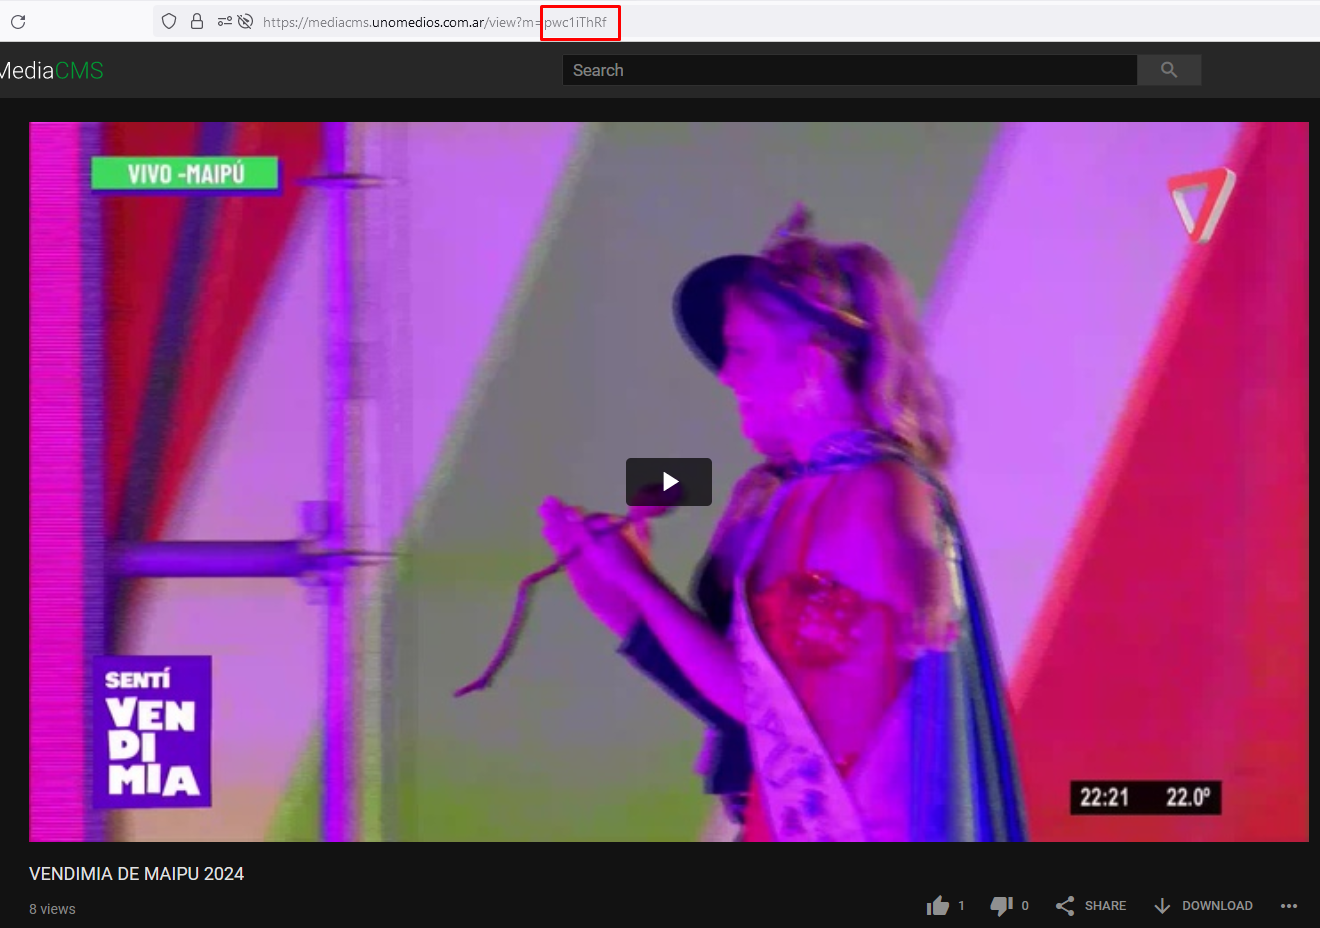 https://mediacms.unomedios.com.ar/view?m=pwc1iThRf
MediaCMS
Search
VIVO -MAIPÚ
SENTÍ
VEN
DI
MIA
22:21 22.0º
VENDIMIA DE MAIPU 2024
8 views
1 0 SHARE DOWNLOAD